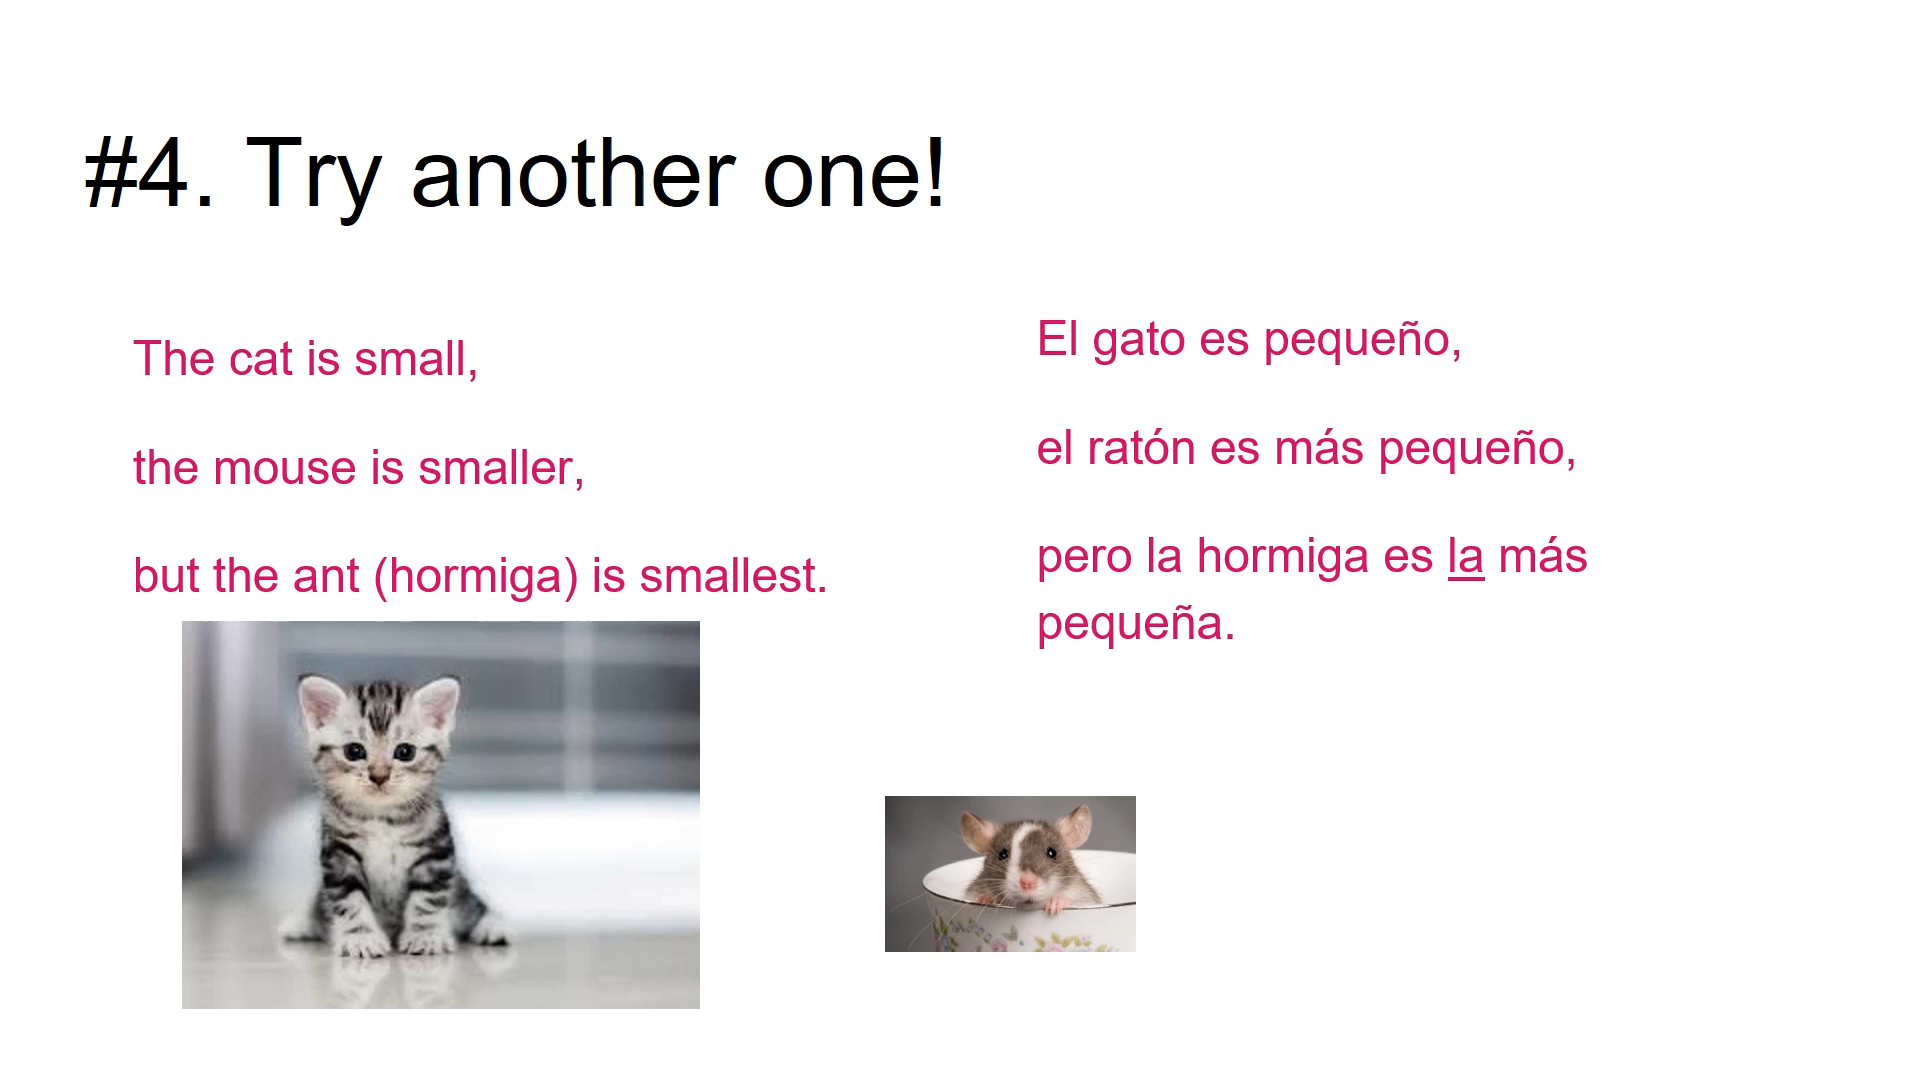 #4. Try another one!
The cat is small,
the mouse is smaller,
but the ant (hormiga) is smallest.
El gato es pequeño,
el ratón es más pequeño,
pero la hormiga es la más
pequeña.